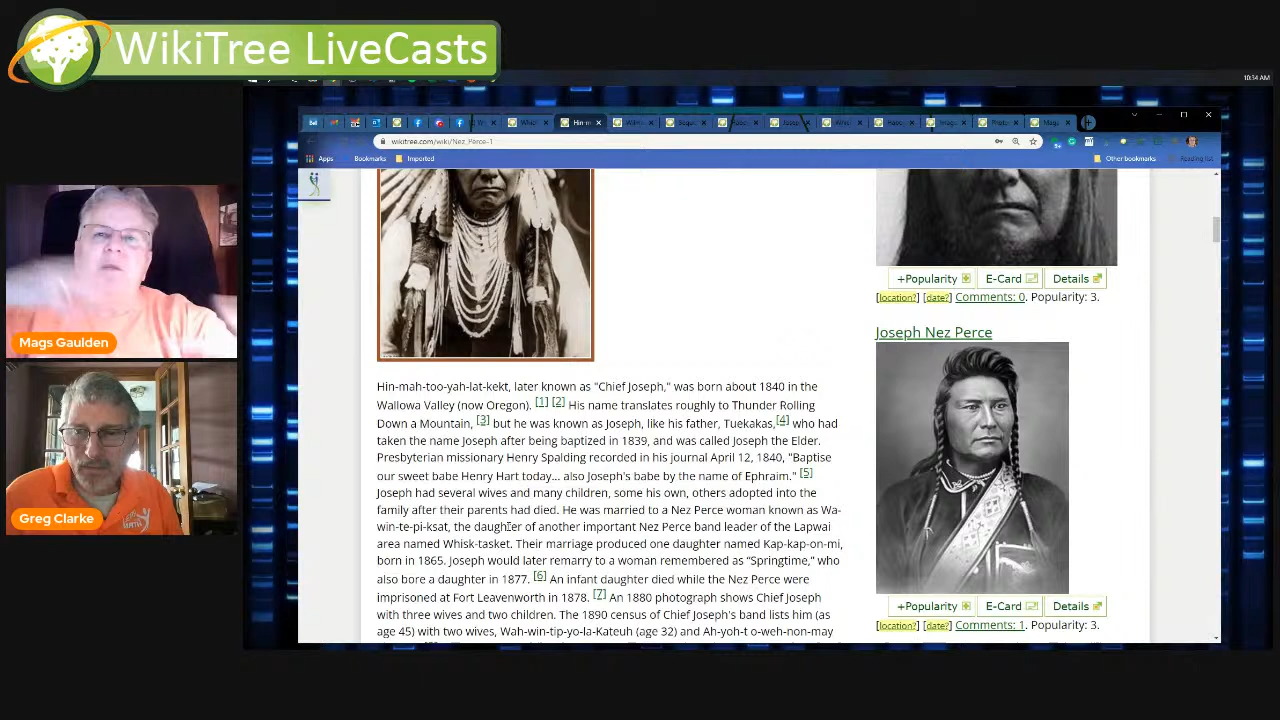 WikiTree LiveCasts
10:34 AM
wikitree.com/wiki/Nez_Perce-1
Apps Bookmarks Imported Other bookmarks Reading list
+Popularity E-Card Details
[location?] [date?] Comments: 0. Popularity: 3.
Joseph Nez Perce
Mags Gaulden
Greg Clarke
Hin-mah-too-yah-lat-kekt, later known as "Chief Joseph," was born about 1840 in the
Wallowa Valley (now Oregon). [1] [2] His name translates roughly to Thunder Rolling
Down a Mountain, [3] but he was known as Joseph, like his father, Tuekakas,[4] who had
taken the name Joseph after being baptized in 1839, and was called Joseph the Elder.
Presbyterian missionary Henry Spalding recorded in his journal April 12, 1840, "Baptise
our sweet babe Henry Hart today... also Joseph's babe by the name of Ephraim." [5]
Joseph had several wives and many children, some his own, others adopted into the
family after their parents had died. He was married to a Nez Perce woman known as Wa-
win-te-pi-ksat, the daughter of another important Nez Perce band leader of the Lapwai
area named Whisk-tasket. Their marriage produced one daughter named Kap-kap-on-mi,
born in 1865. Joseph would later remarry to a woman remembered as "Springtime," who
also bore a daughter in 1877. [6] An infant daughter died while the Nez Perce were
imprisoned at Fort Leavenworth in 1878. [7] An 1880 photograph shows Chief Joseph
with three wives and two children. The 1890 census of Chief Joseph's band lists him (as
age 45) with two wives, Wah-win-tip-yo-la-Kateuh (age 32) and Ah-yoh-t o-weh-non-may
+Popularity E-Card Details
[location?] [date?] Comments: 1. Popularity: 3.